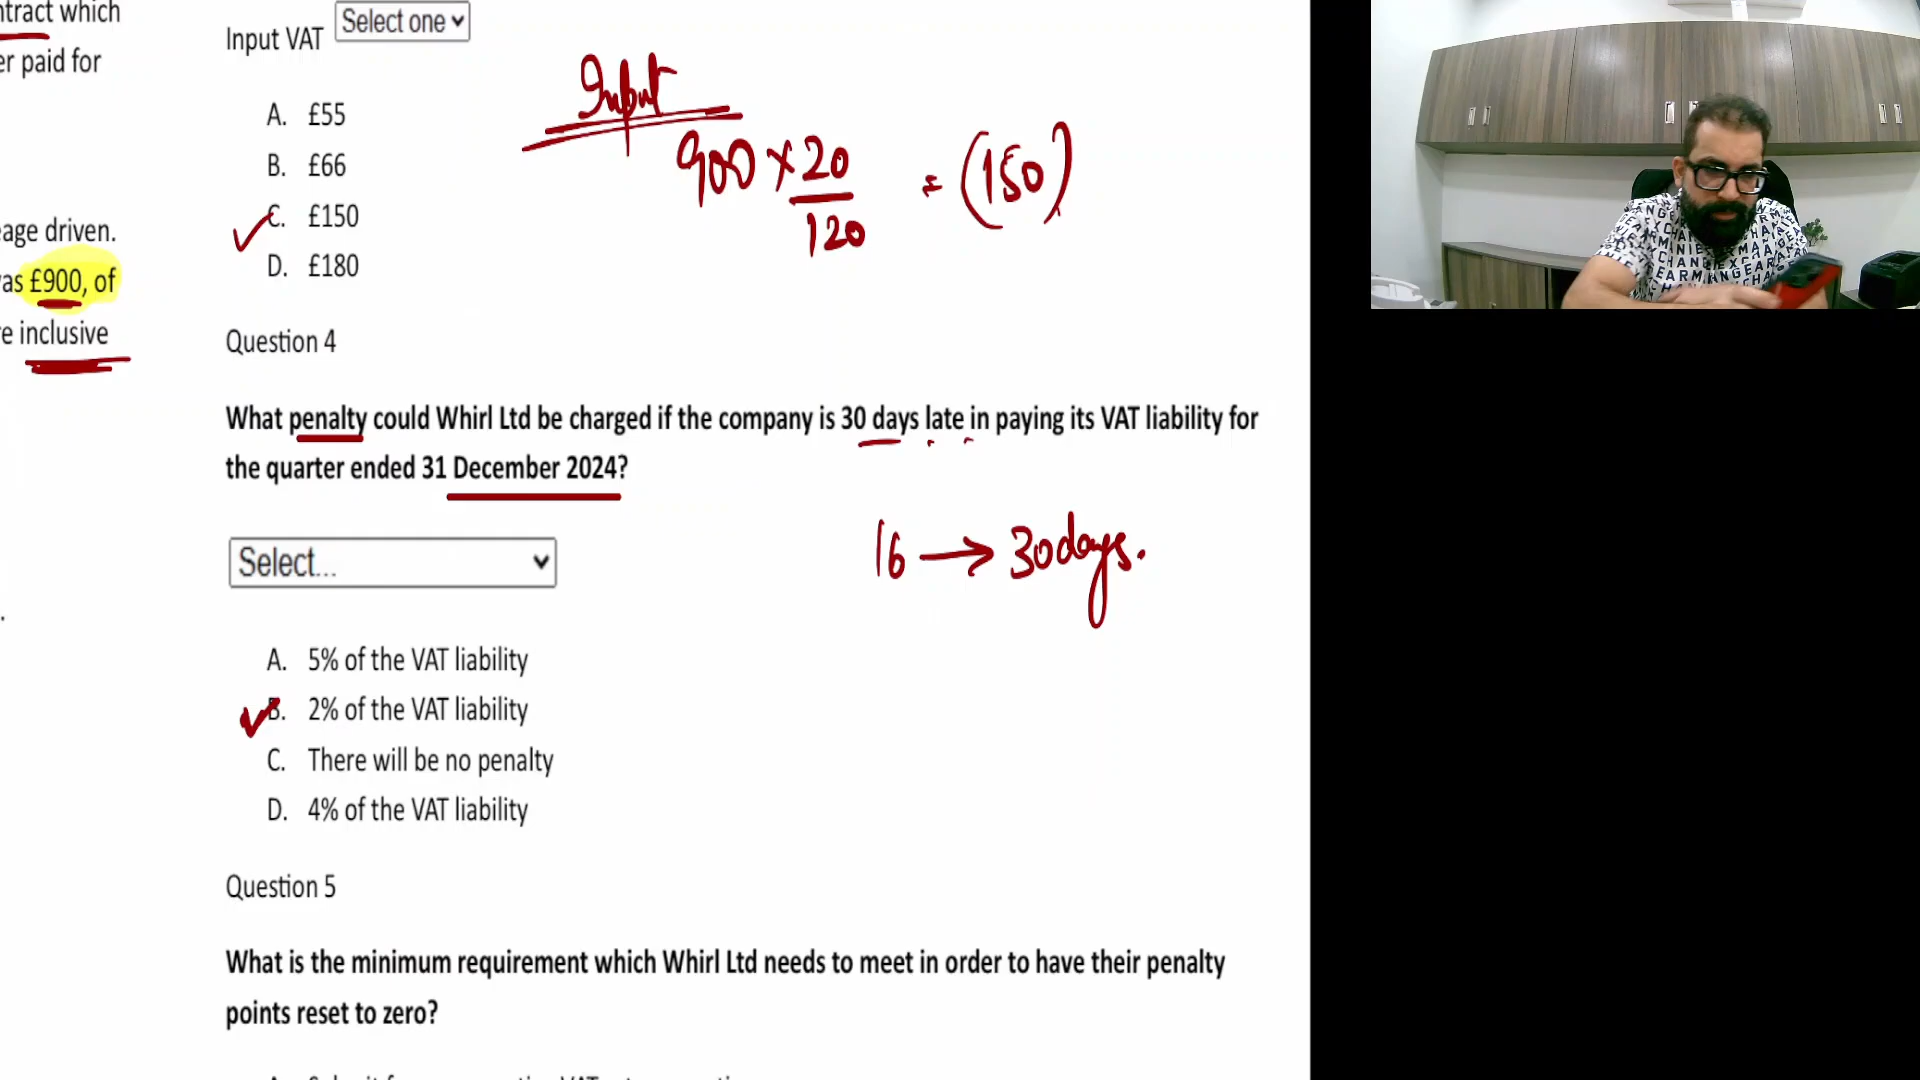 ntract which
er paid for
age driven.
as £900, of
e inclusive
.
Input VAT Select one
A. £55
B. £66
C. £150
D. £180
Input
900 × 20/120 = (150)
Question 4
What penalty could Whirl Ltd be charged if the company is 30 days late in paying its VAT liability for
the quarter ended 31 December 2024?
Select...
16 → 30 days.
A. 5% of the VAT liability
B. 2% of the VAT liability
C. There will be no penalty
D. 4% of the VAT liability
Question 5
What is the minimum requirement which Whirl Ltd needs to meet in order to have their penalty
points reset to zero?